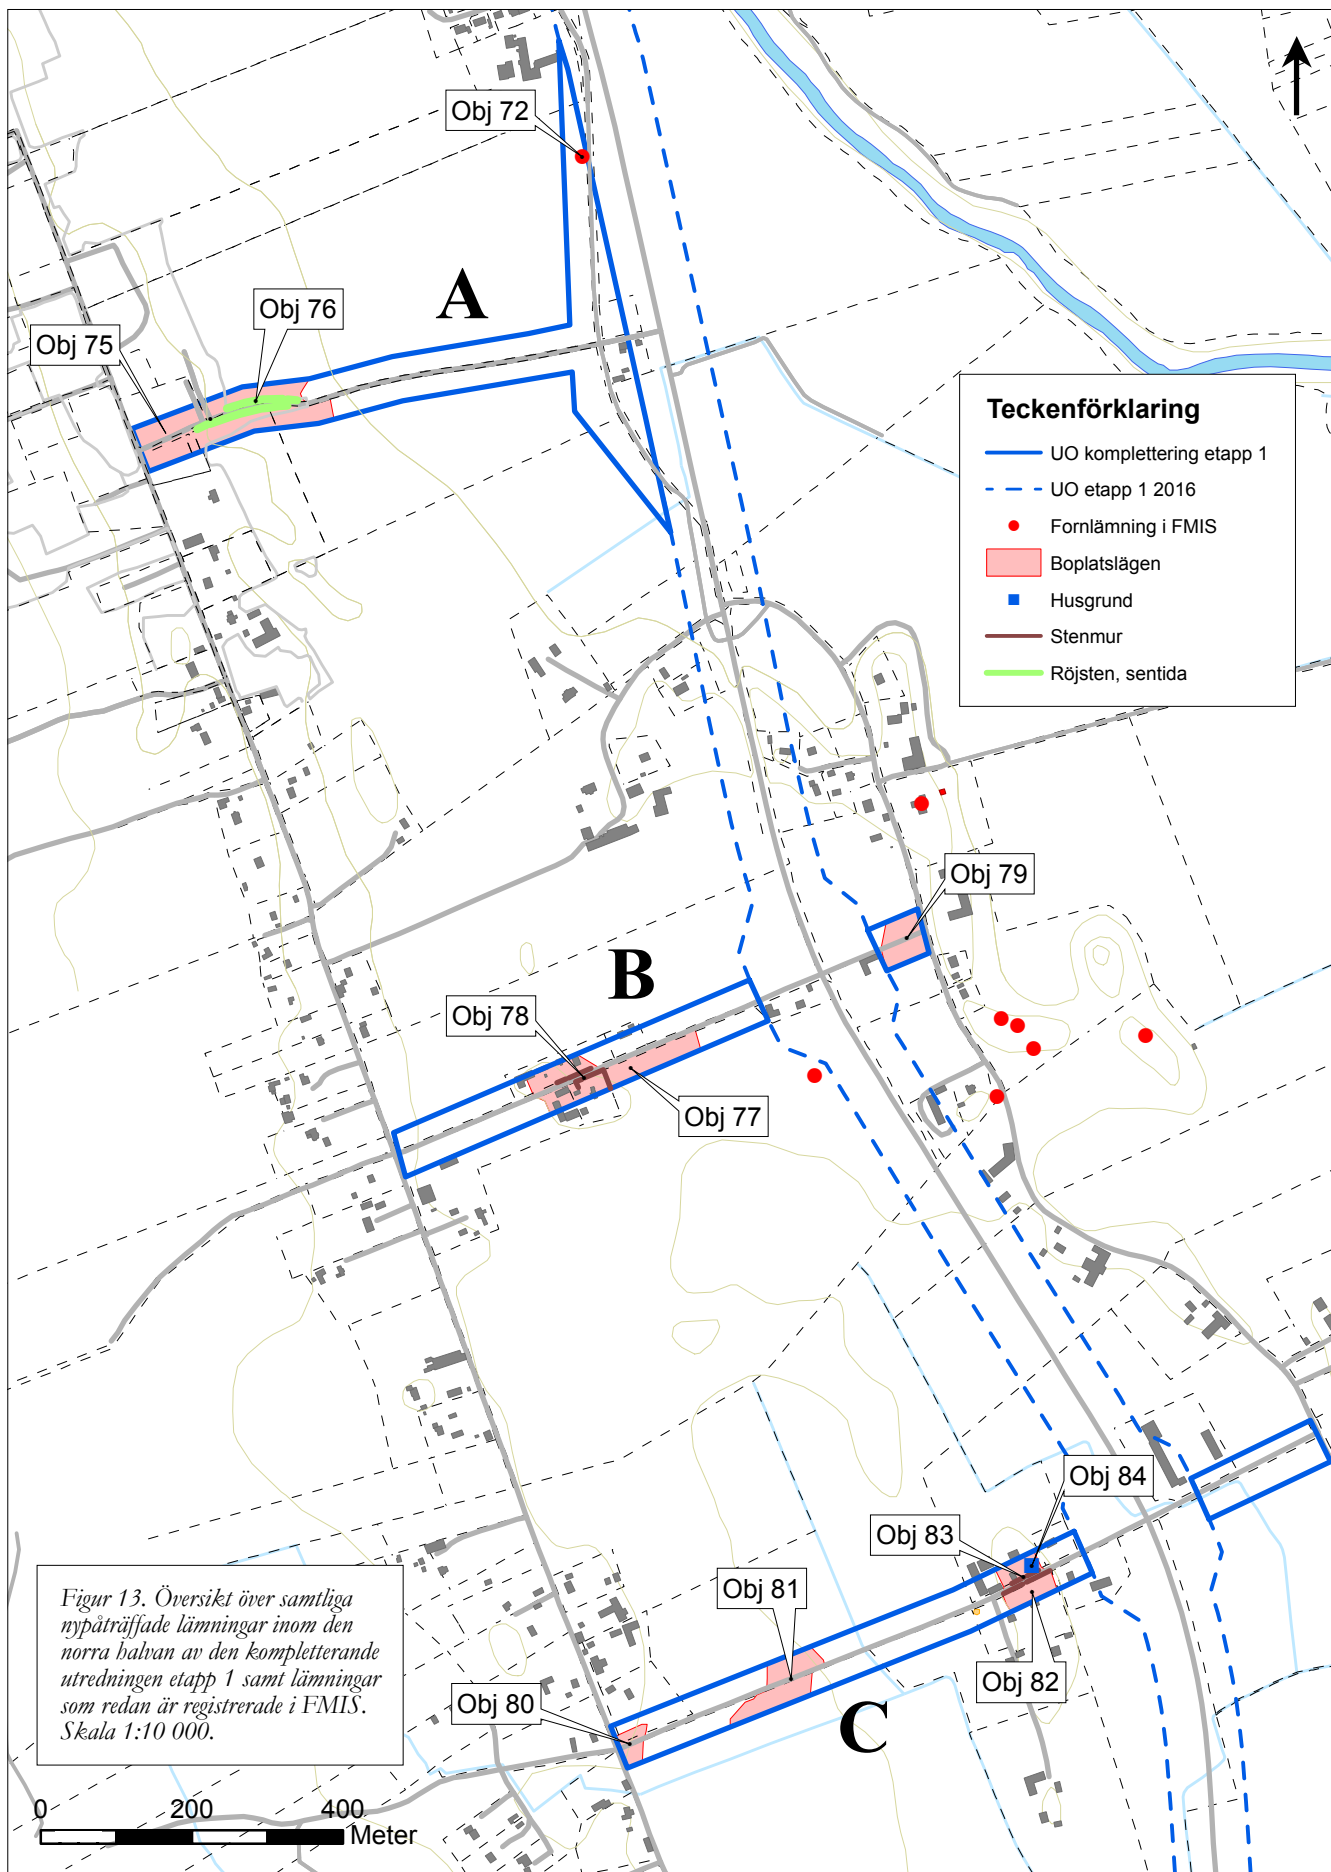 Obj 72
A
Obj 76
Obj 75
Teckenförklaring
UO komplettering etapp 1
UO etapp 1 2016
Fornlämning i FMIS
Boplatslägen
Husgrund
Stenmur
Röjsten, sentida
Obj 79
B
Obj 78
Obj 77
Obj 84
Obj 83
Obj 81
Obj 82
Obj 80
C
Figur 13. Översikt över samtliga
nypåträffade lämningar inom den
norra halvan av den kompletterande
utredningen etapp 1 samt lämningar
som redan är registrerade i FMIS.
Skala 1:10 000.
0 200 400
Meter